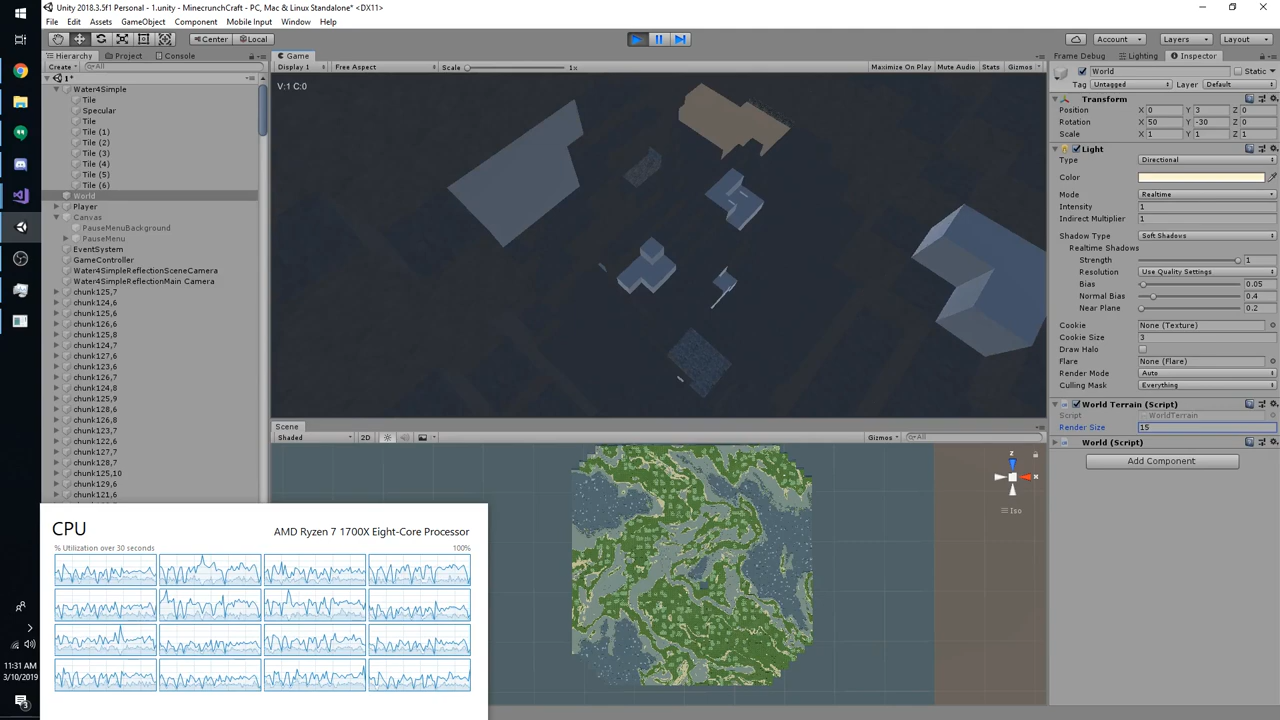 Unity 2018.3.5f1 Personal - 1.unity - MinecrunchCraft - PC, Mac & Linux Standalone* <DX11>
File Edit Assets GameObject Component Mobile Input Window Help
Center Local
Account Layers Layout
Hierarchy Project Console
Create All
1*
Water4Simple
Tile
Specular
Tile
Tile (1)
Tile (2)
Tile (3)
Tile (4)
Tile (5)
Tile (6)
World
Player
Canvas
PauseMenuBackground
PauseMenu
EventSystem
GameController
Water4SimpleReflectionSceneCamera
Water4SimpleReflectionMain Camera
chunk125,7
chunk124,6
chunk125,6
chunk126,6
chunk125,8
chunk124,7
chunk127,6
chunk123,6
chunk126,7
chunk124,8
chunk125,9
chunk128,6
chunk126,8
chunk123,7
chunk122,6
chunk127,7
chunk128,7
chunk125,10
chunk129,6
chunk121,6
Game
Display 1 Free Aspect Scale 1x Maximize On Play Mute Audio Stats Gizmos
V:1 C:0
Scene
Shaded 2D Gizmos All
z
x
Iso
Frame Debug Lighting Inspector
World Static
Tag Untagged Layer Default
Transform
Position X 0 Y 3 Z 0
Rotation X 50 Y -30 Z 0
Scale X 1 Y 1 Z 1
Light
Type Directional
Color
Mode Realtime
Intensity 1
Indirect Multiplier 1
Shadow Type Soft Shadows
Realtime Shadows
Strength 1
Resolution Use Quality Settings
Bias 0.05
Normal Bias 0.4
Near Plane 0.2
Cookie None (Texture)
Cookie Size 3
Draw Halo
Flare None (Flare)
Render Mode Auto
Culling Mask Everything
World Terrain (Script)
Script WorldTerrain
Render Size 15
World (Script)
Add Component
CPU AMD Ryzen 7 1700X Eight-Core Processor
% Utilization over 30 seconds 100%
11:31 AM
3/10/2019
3